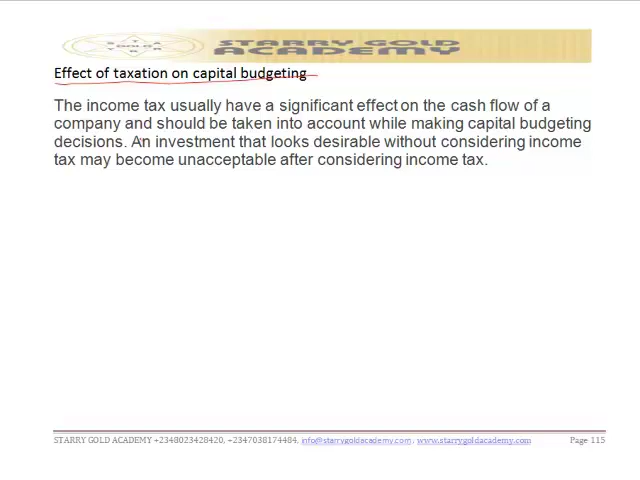 STARRY GOLD
ACADEMY
Effect of taxation on capital budgeting
The income tax usually have a significant effect on the cash flow of a
company and should be taken into account while making capital budgeting
decisions. An investment that looks desirable without considering income
tax may become unacceptable after considering income tax.
STARRY GOLD ACADEMY +2348023428420, +2347038174484, info@starrygoldacademy.com, www.starrygoldacademy.com Page 115